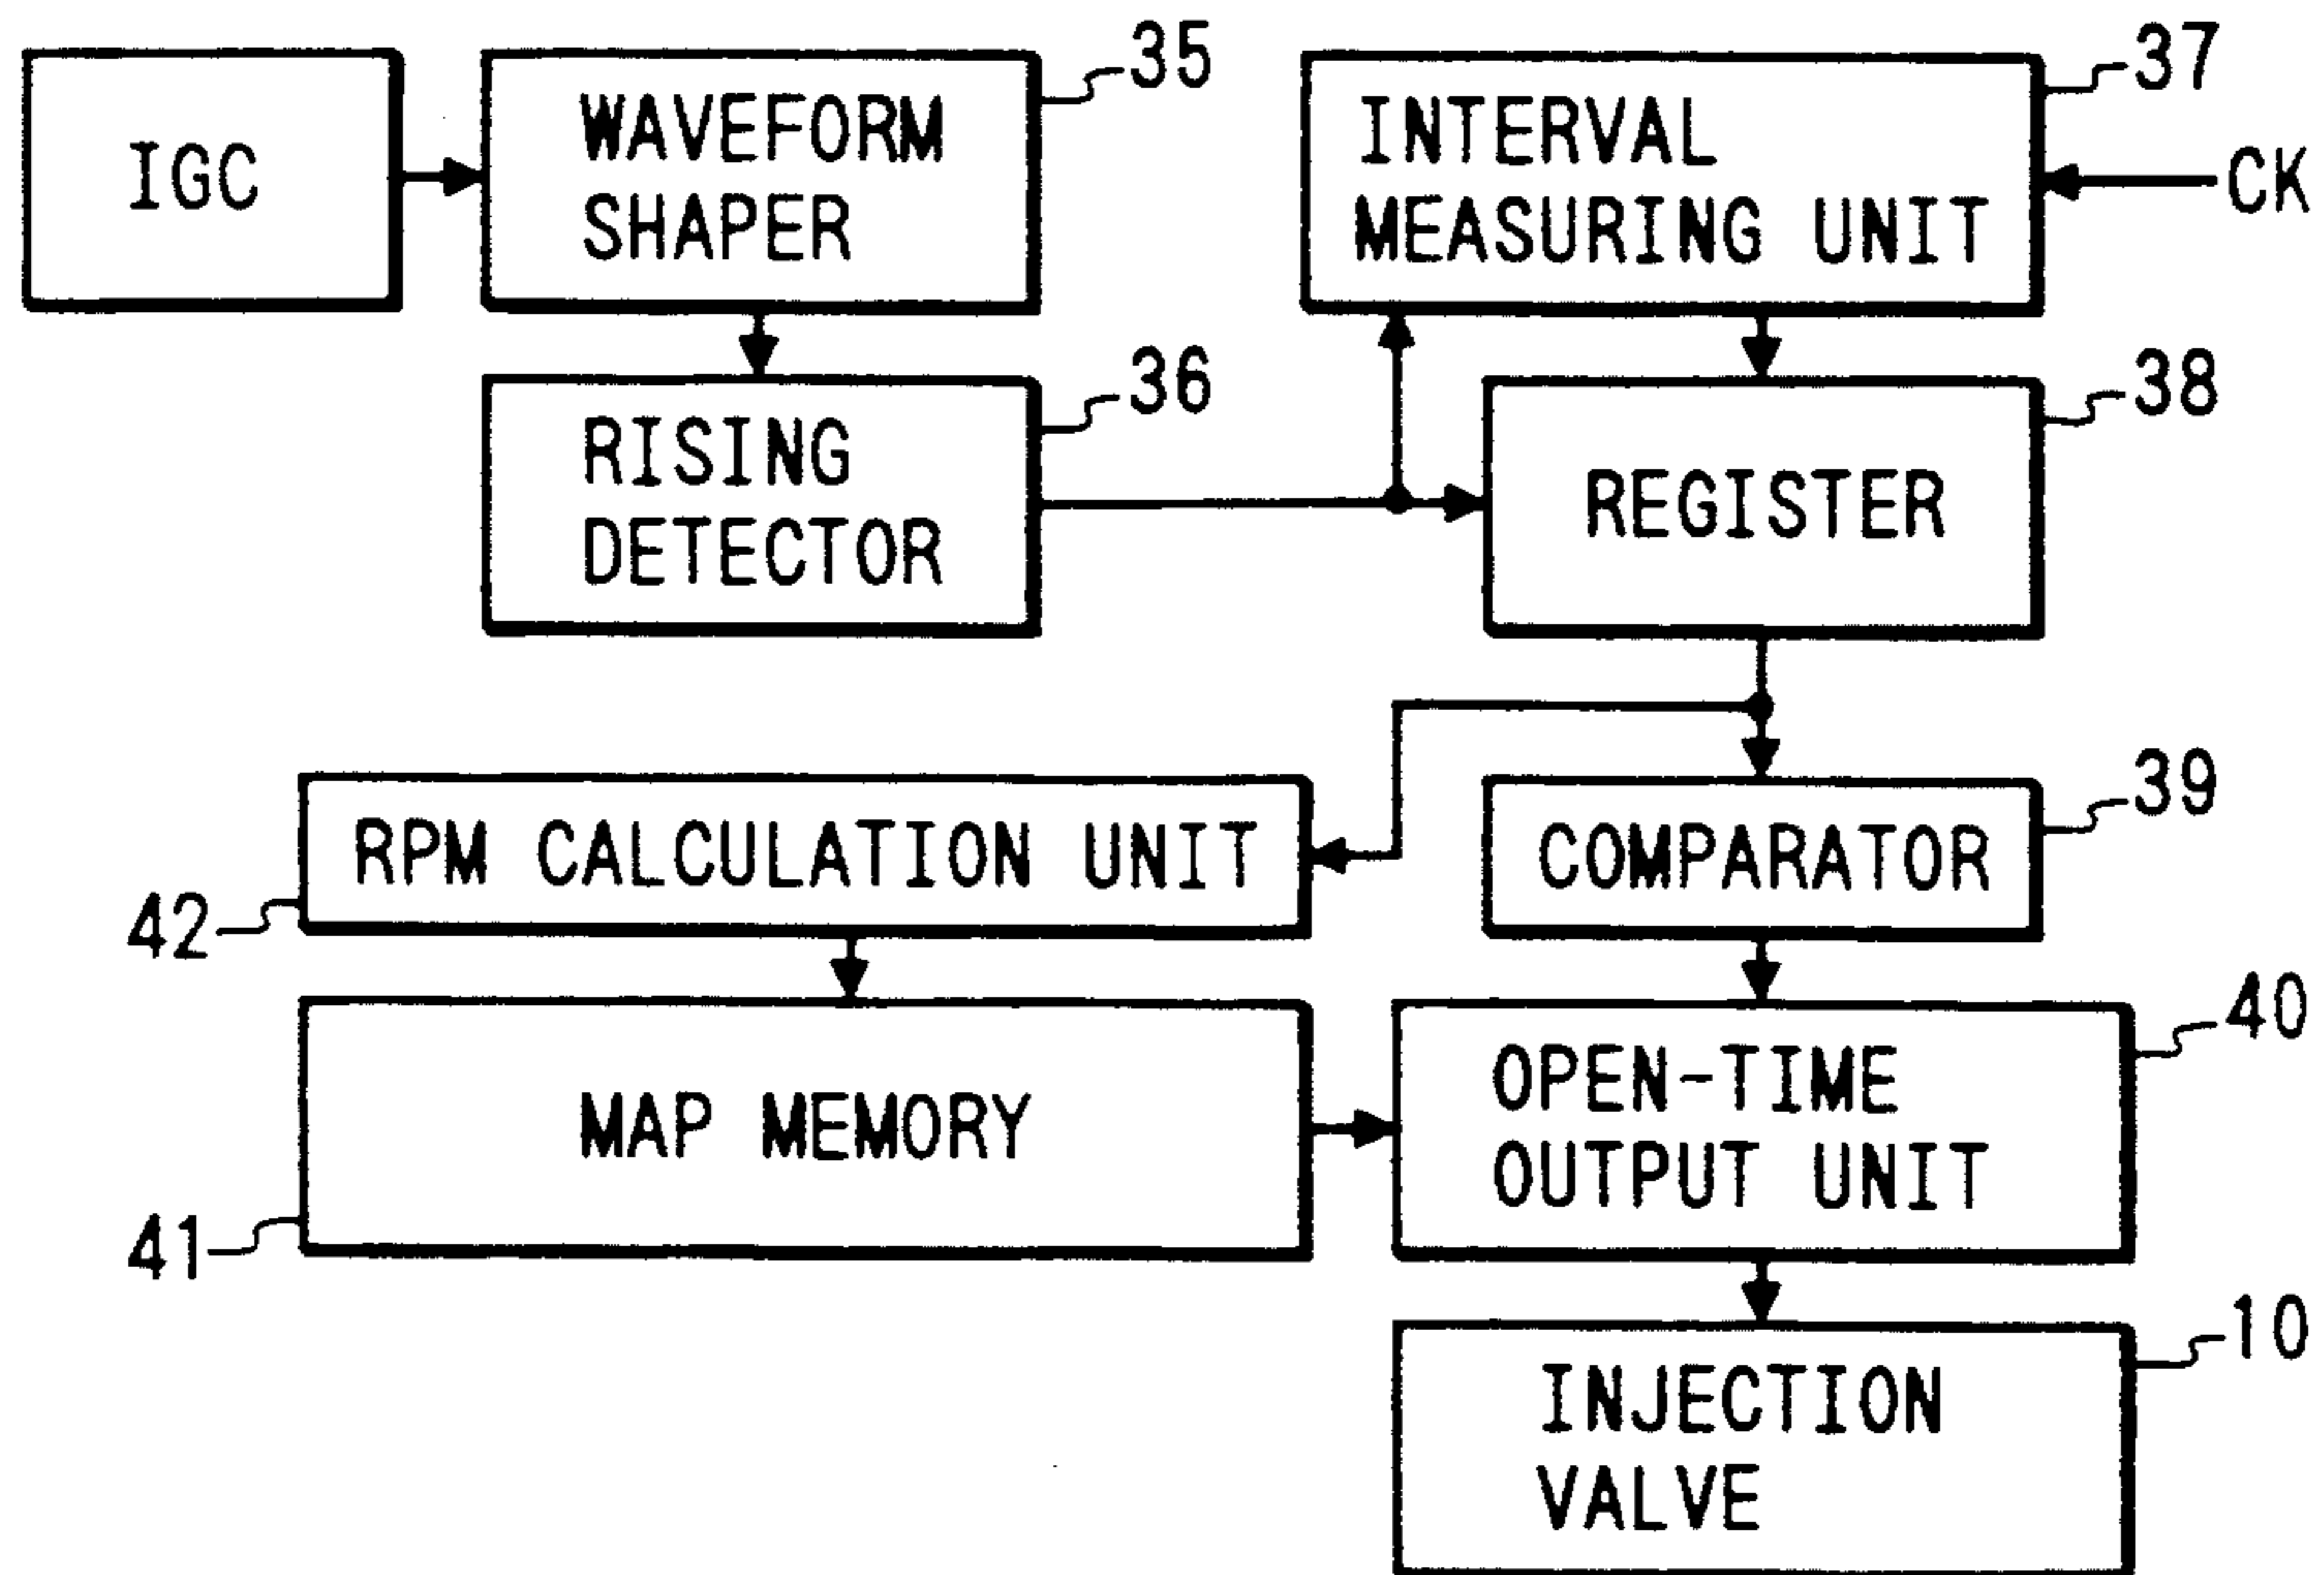 IGC
WAVEFORM
SHAPER
35
INTERVAL
MEASURING UNIT
37
CK
RISING
DETECTOR
36
REGISTER
38
RPM CALCULATION UNIT
42
COMPARATOR
39
MAP MEMORY
41
OPEN-TIME
OUTPUT UNIT
40
INJECTION
VALVE
10